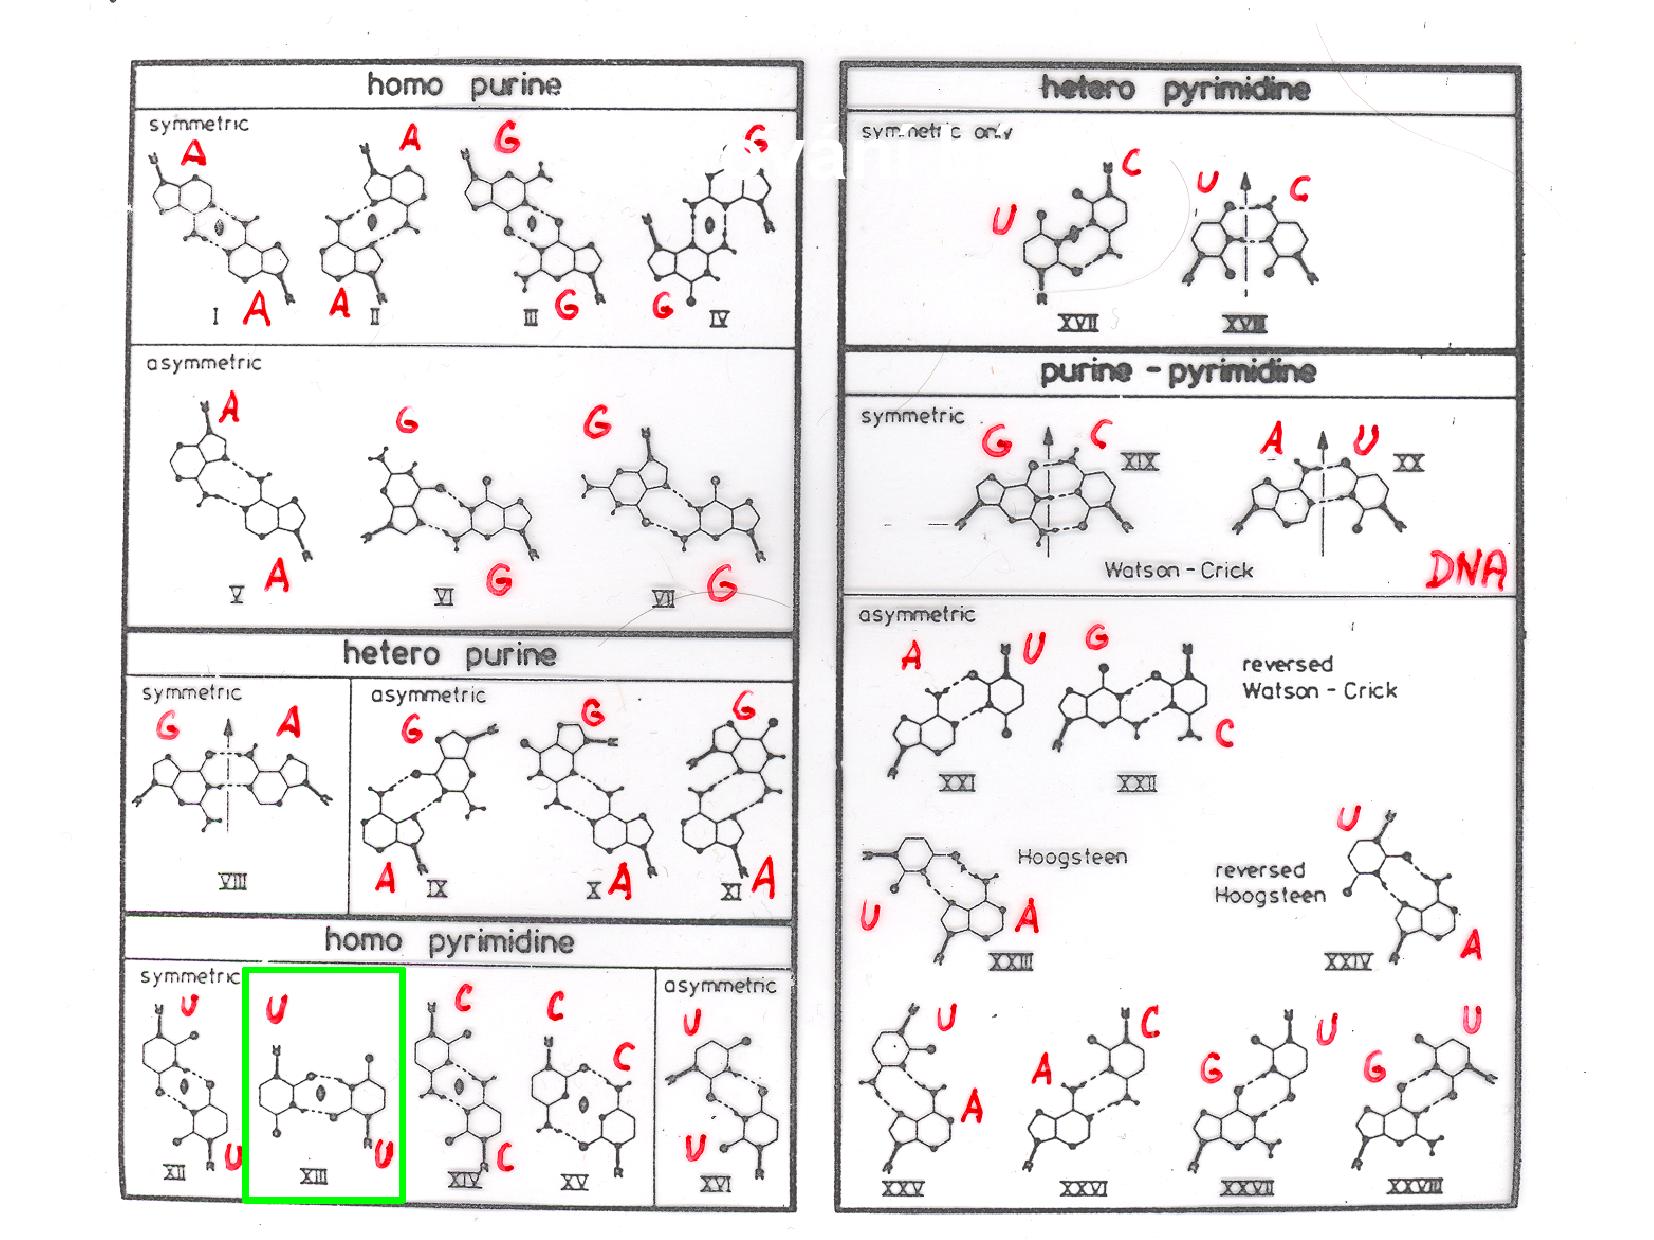 homo purine
symmetric
A
A
G
G
A
A
G
G
I
II
III
IV
asymmetric
A
G
G
A
G
G
V
VI
VII
hetero purine
symmetric
asymmetric
G
A
G
G
G
A
A
A
VIII
IX
X
XI
homo pyrimidine
symmetric
asymmetric
U
U
C
C
U
C
U
U
C
U
XII
XIII
XIV
XV
XVI
hetero pyrimidine
symmetric only
C
U
C
U
XVII
XVIII
purine - pyrimidine
symmetric
G
C
XIX
A
U
XX
Watson - Crick
DNA
asymmetric
A
U
G
C
reversed
Watson - Crick
XXI
XXII
U
A
Hoogsteen
XXIII
U
A
reversed
Hoogsteen
XXIV
U
C
U
U
A
G
G
A
XXV
XXVI
XXVII
XXVIII